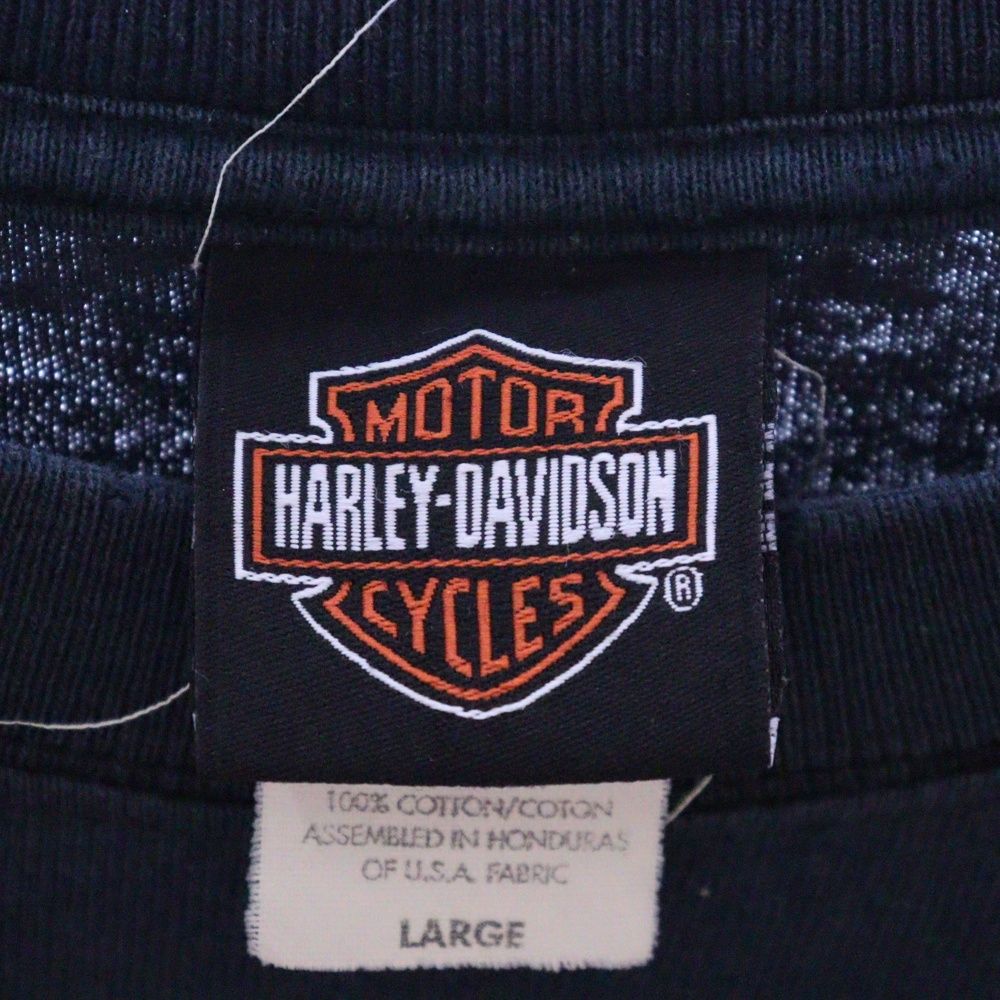 MOTOR
HARLEY-DAVIDSON
CYCLES
®
100% COTTON/COTON
ASSEMBLED IN HONDURAS
OF U.S.A. FABRIC
LARGE